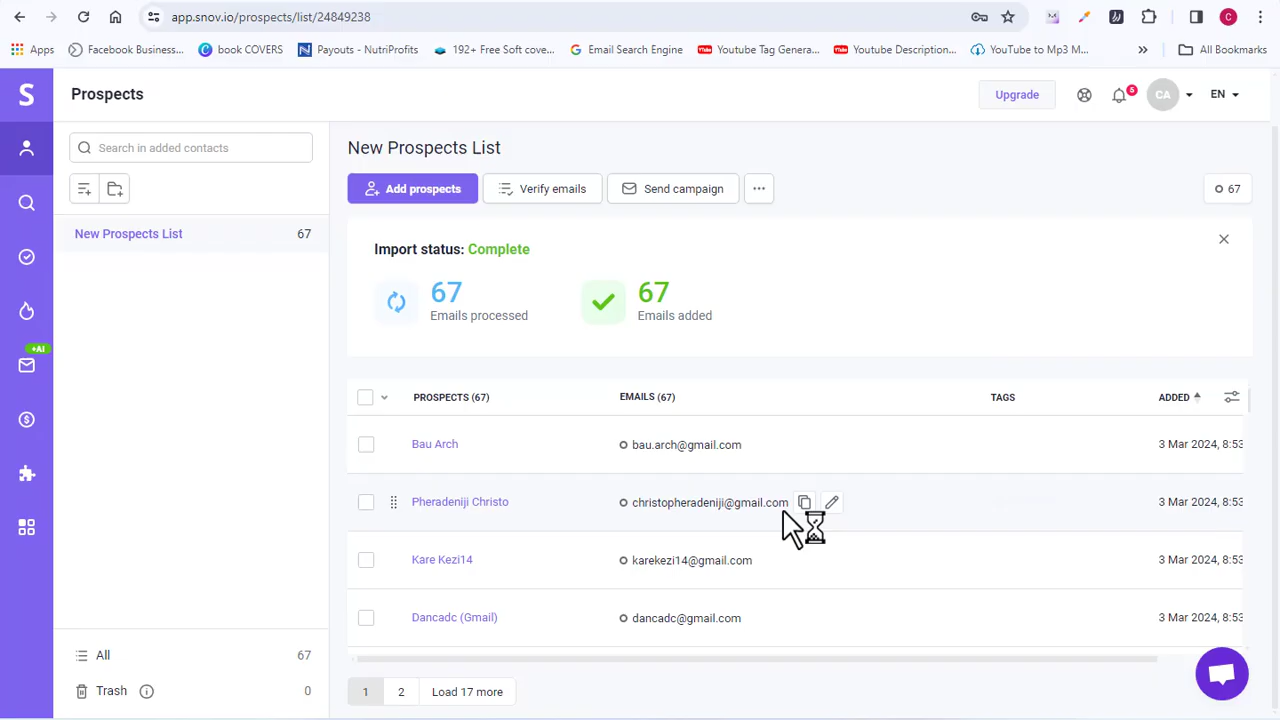 app.snov.io/prospects/list/24849238
C
Apps
Facebook Business...
book COVERS
Payouts - NutriProfits
192+ Free Soft cove...
Email Search Engine
Youtube Tag Genera...
Youtube Description...
YouTube to Mp3 M...
»
All Bookmarks
S
Prospects
Upgrade
5
CA
EN
Search in added contacts
New Prospects List
Add prospects
Verify emails
Send campaign
...
67
New Prospects List 67
Import status: Complete
67
Emails processed
67
Emails added
+AI
PROSPECTS (67) EMAILS (67) TAGS ADDED
Bau Arch bau.arch@gmail.com 3 Mar 2024, 8:53
Pheradeniji Christo christopheradeniji@gmail.com 3 Mar 2024, 8:53
Kare Kezi14 karekezi14@gmail.com 3 Mar 2024, 8:53
Dancadc (Gmail) dancadc@gmail.com 3 Mar 2024, 8:53
All 67
Trash 0
1 2 Load 17 more